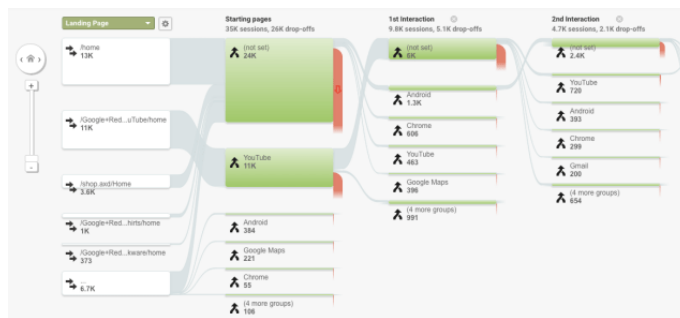 Landing Page
Starting pages
35K sessions, 26K drop-offs
1st Interaction
9.8K sessions, 5.1K drop-offs
2nd Interaction
4.7K sessions, 2.1K drop-offs
/home
13K
/Google+Red...uTube/home
11K
/shop.axd/Home
3.6K
/Google+Red...hirts/home
1K
/Google+Red...kware/home
373
...
6.7K
(not set)
24K
YouTube
11K
Android
384
Google Maps
221
Chrome
55
(4 more groups)
106
(not set)
6K
Android
1.3K
Chrome
606
YouTube
463
Google Maps
396
(4 more groups)
991
(not set)
2.4K
YouTube
720
Android
393
Chrome
299
Gmail
200
(4 more groups)
654
+
-